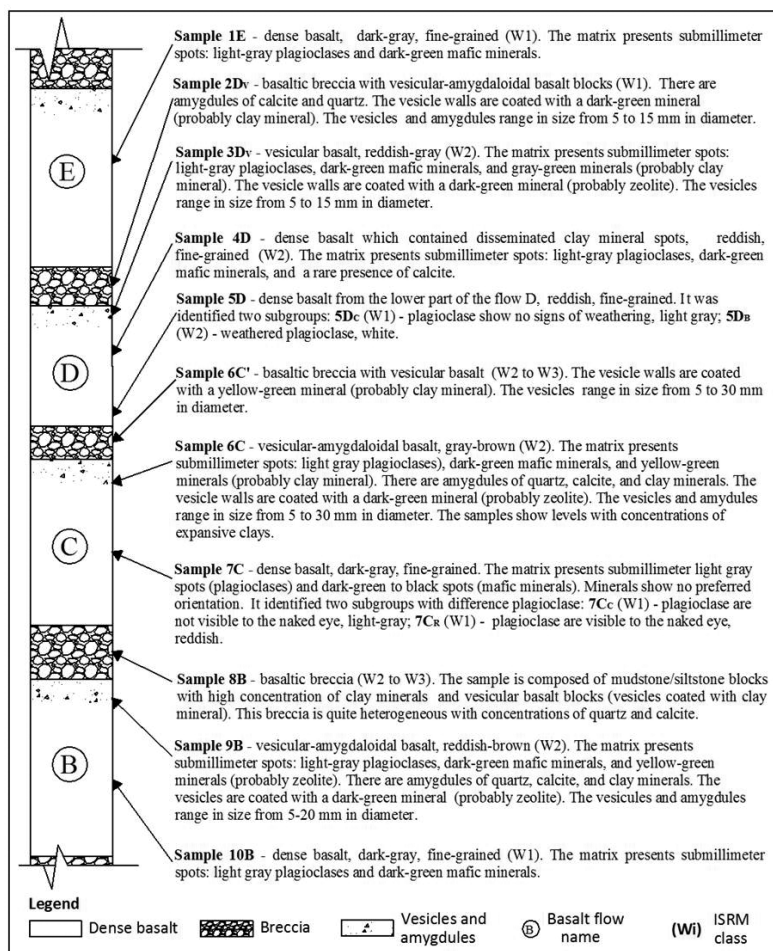 Sample 1E - dense basalt, dark-gray, fine-grained (W1). The matrix presents submillimeter
spots: light-gray plagioclases and dark-green mafic minerals.
Sample 2Dv - basaltic breccia with vesicular-amygdaloidal basalt blocks (W1). There are
amygdules of calcite and quartz. The vesicle walls are coated with a dark-green mineral
(probably clay mineral). The vesicles and amygdules range in size from 5 to 15 mm in diameter.
Sample 3Dv - vesicular basalt, reddish-gray (W2). The matrix presents submillimeter spots:
light-gray plagioclases, dark-green mafic minerals, and gray-green minerals (probably clay
mineral). The vesicle walls are coated with a dark-green mineral (probably zeolite). The vesicles
range in size from 5 to 15 mm in diameter.
E
Sample 4D - dense basalt which contained disseminated clay mineral spots, reddish,
fine-grained (W2). The matrix presents submillimeter spots: light-gray plagioclases, dark-green
mafic minerals, and a rare presence of calcite.
Sample 5D - dense basalt from the lower part of the flow D, reddish, fine-grained. It was
identified two subgroups: 5Dc (W1) - plagioclase show no signs of weathering, light gray; 5DB
(W2) - weathered plagioclase, white.
D
Sample 6C' - basaltic breccia with vesicular basalt (W2 to W3). The vesicle walls are coated
with a yellow-green mineral (probably clay mineral). The vesicles range in size from 5 to 30 mm
in diameter.
Sample 6C - vesicular-amygdaloidal basalt, gray-brown (W2). The matrix presents
submillimeter spots: light gray plagioclases), dark-green mafic minerals, and yellow-green
minerals (probably clay mineral). There are amygdules of quartz, calcite, and clay minerals. The
vesicle walls are coated with a dark-green mineral (probably zeolite). The vesicles and amydules
range in size from 5 to 30 mm in diameter. The samples show levels with concentrations of
expansive clays.
C
Sample 7C - dense basalt, dark-gray, fine-grained. The matrix presents submillimeter light gray
spots (plagioclases) and dark-green to black spots (mafic minerals). Minerals show no preferred
orientation. It identified two subgroups with difference plagioclase: 7Cc (W1) - plagioclase are
not visible to the naked eye, light-gray; 7CR (W1) - plagioclase are visible to the naked eye,
reddish.
Sample 8B - basaltic breccia (W2 to W3). The sample is composed of mudstone/siltstone blocks
with high concentration of clay minerals and vesicular basalt blocks (vesicles coated with clay
mineral). This breccia is quite heterogeneous with concentrations of quartz and calcite.
Sample 9B - vesicular-amygdaloidal basalt, reddish-brown (W2). The matrix presents
submillimeter spots: light-gray plagioclases, dark-green mafic minerals, and yellow-green
minerals (probably zeolite). There are amygdules of quartz, calcite, and clay minerals. The
vesicles are coated with a dark-green mineral (probably zeolite). The vesicules and amygdules
range in size from 5-20 mm in diameter.
B
Sample 10B - dense basalt, dark-gray, fine-grained (W1). The matrix presents submillimeter
spots: light gray plagioclases and dark-green mafic minerals.
Legend
Dense basalt
Breccia
Vesicles and
amygdules
B
Basalt flow
name
(Wi)
ISRM
class